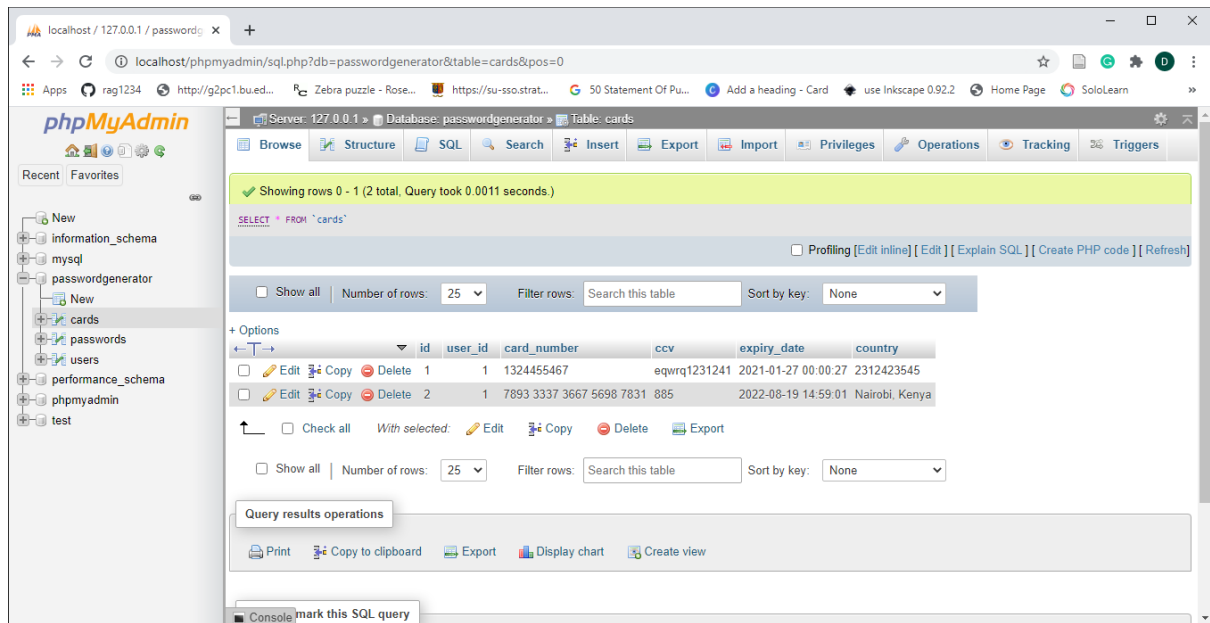 localhost / 127.0.0.1 / passwordg
localhost/phpmyadmin/sql.php?db=passwordgenerator&table=cards&pos=0
Apps rag1234 http://g2pc1.bu.ed... Zebra puzzle - Rose... https://su-sso.strat... 50 Statement Of Pu... Add a heading - Card use Inkscape 0.92.2 Home Page SoloLearn »
phpMyAdmin
Recent Favorites
New
information_schema
mysql
passwordgenerator
New
cards
passwords
users
performance_schema
phpmyadmin
test
Server: 127.0.0.1 » Database: passwordgenerator » Table: cards
Browse Structure SQL Search Insert Export Import Privileges Operations Tracking Triggers
Showing rows 0 - 1 (2 total, Query took 0.0011 seconds.)
SELECT * FROM `cards`
Profiling [Edit inline] [ Edit ] [ Explain SQL ] [ Create PHP code ] [ Refresh]
Show all | Number of rows: 25 Filter rows: Search this table Sort by key: None
+ Options
←T→ id user_id card_number ccv expiry_date country
Edit Copy Delete 1 1 1324455467 eqwrq1231241 2021-01-27 00:00:27 2312423545
Edit Copy Delete 2 1 7893 3337 3667 5698 7831 885 2022-08-19 14:59:01 Nairobi, Kenya
Check all With selected: Edit Copy Delete Export
Show all | Number of rows: 25 Filter rows: Search this table Sort by key: None
Query results operations
Print Copy to clipboard Export Display chart Create view
Console mark this SQL query